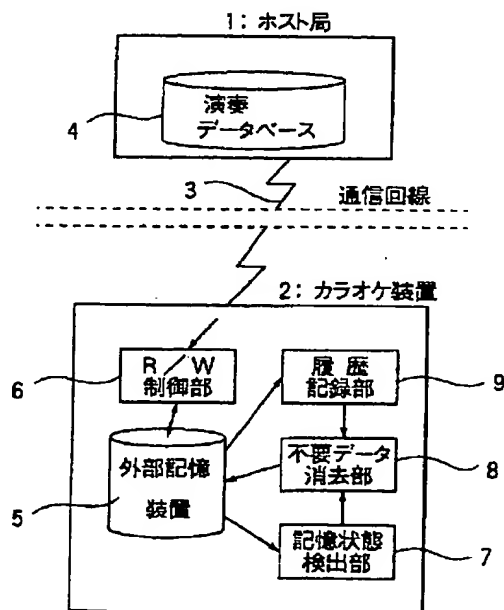 1: ホスト局
演奏
データベース
4
3
通信回線
2: カラオケ装置
R/W
制御部
6
履歴
記録部
9
外部記憶
装置
5
不要データ
消去部
8
記憶状態
検出部
7